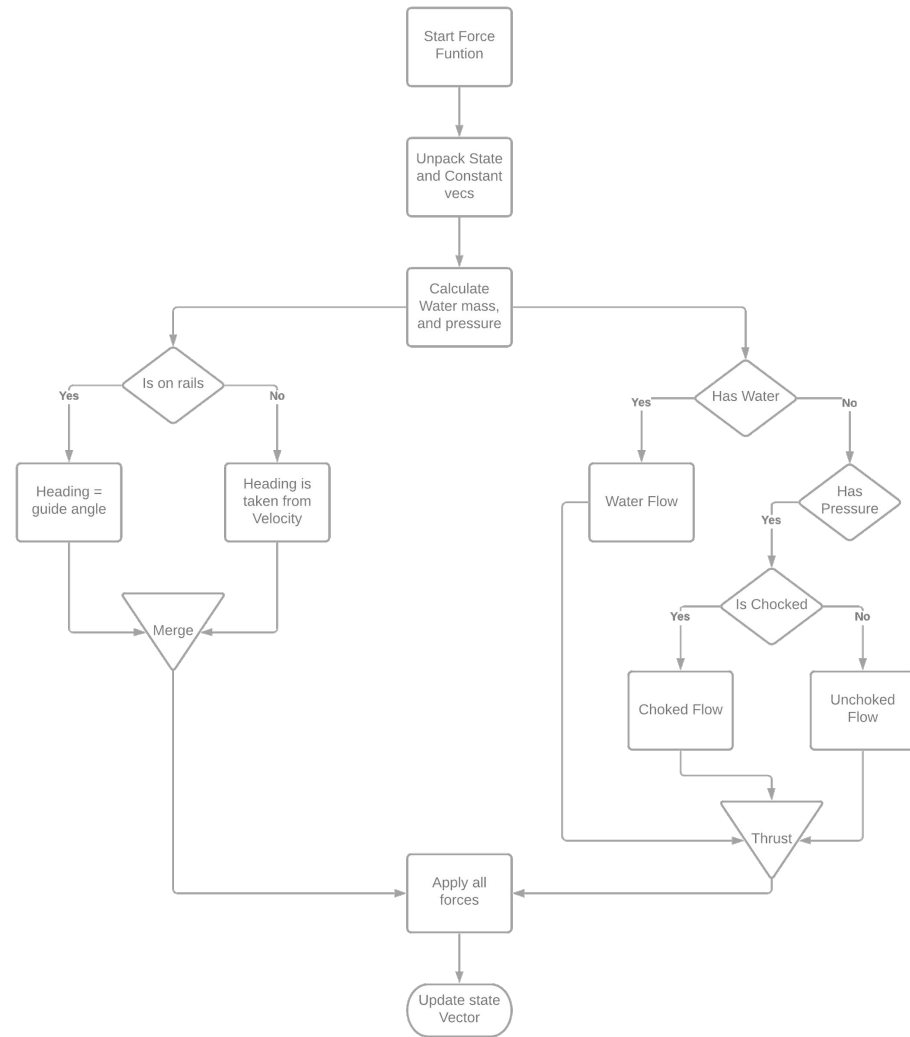 Start Force
Funtion
Unpack State
and Constant
vecs
Calculate
Water mass,
and pressure
Is on rails
Yes
No
Heading =
guide angle
Heading is
taken from
Velocity
Merge
Has Water
Yes
No
Water Flow
Has
Pressure
Yes
Is Chocked
Yes
No
Choked Flow
Unchoked
Flow
Thrust
Apply all
forces
Update state
Vector